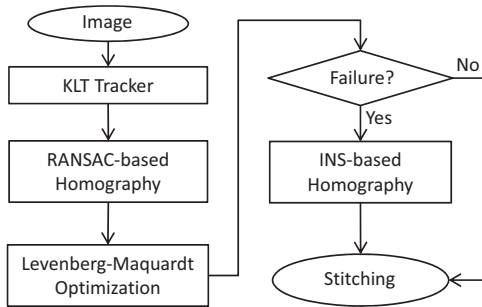 Image
KLT Tracker
RANSAC-based
Homography
Levenberg-Maquardt
Optimization
Failure?
No
Yes
INS-based
Homography
Stitching